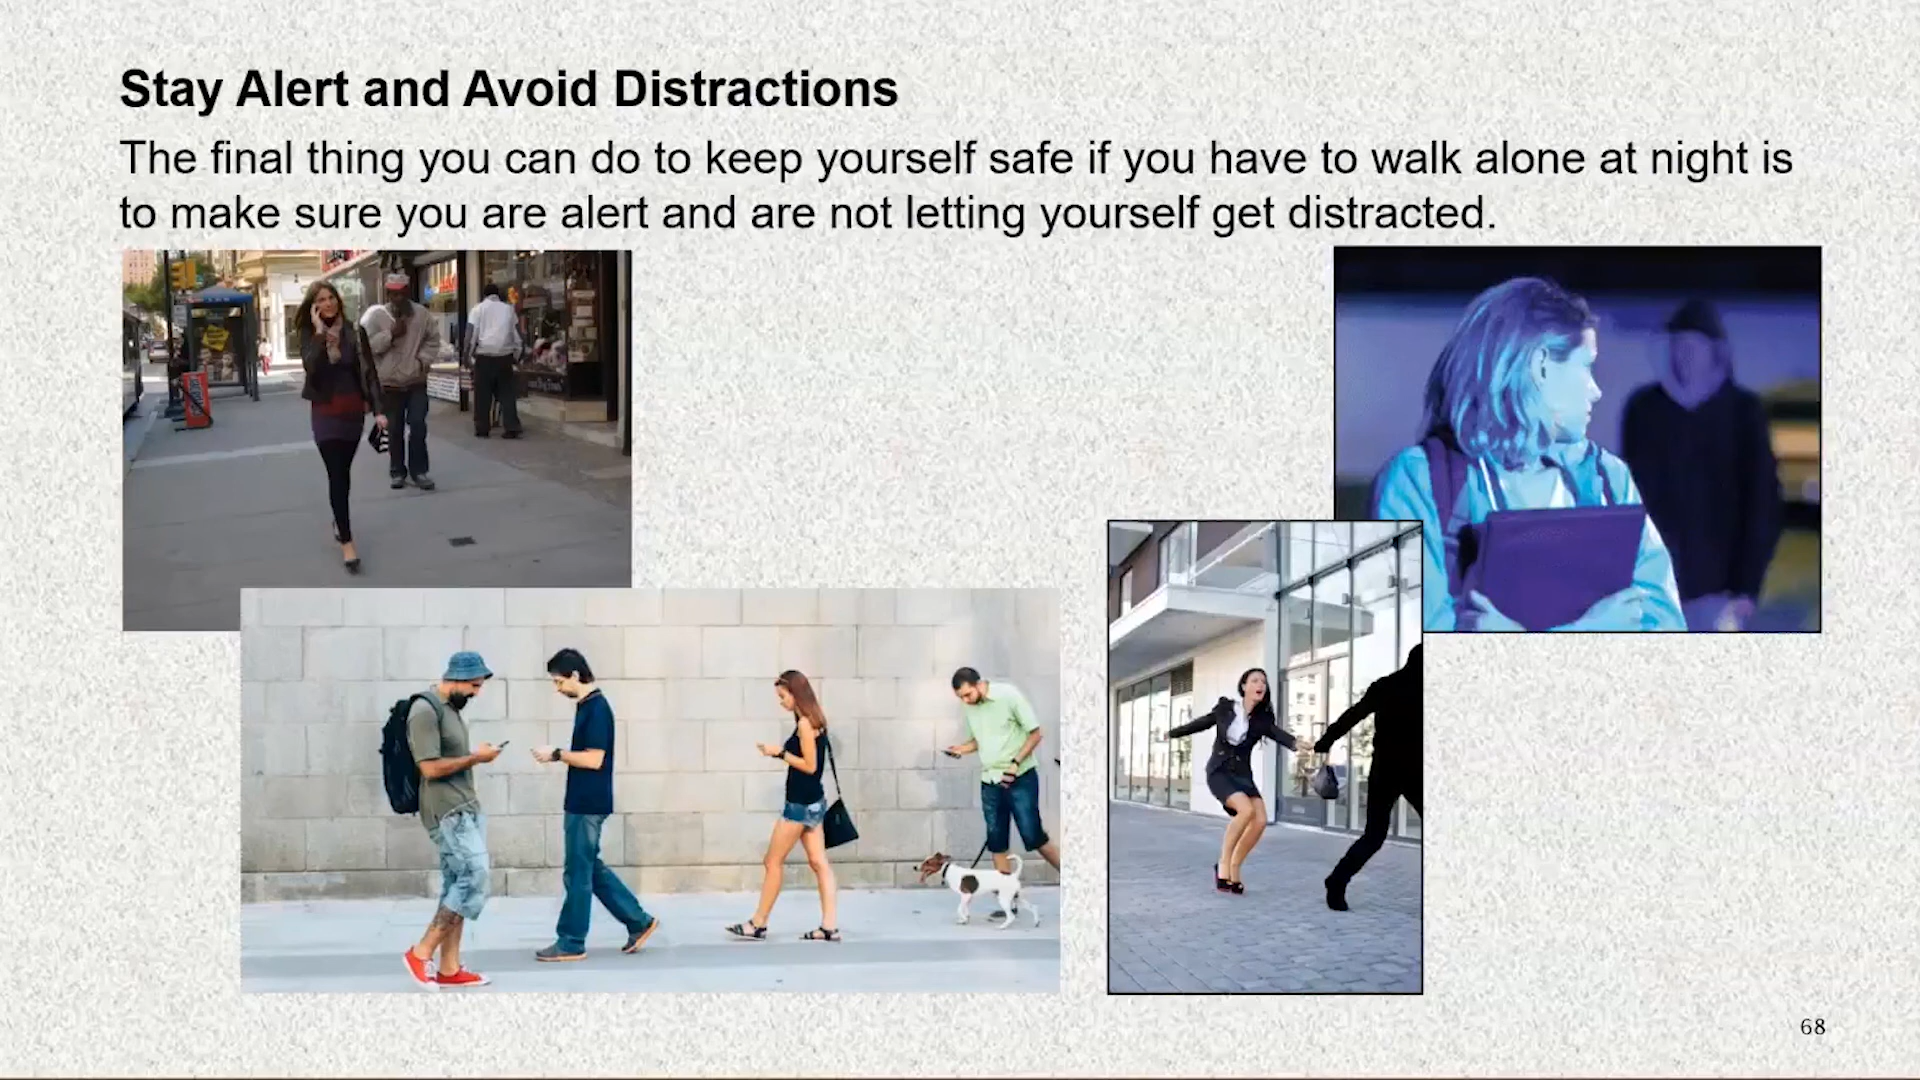 Stay Alert and Avoid Distractions
The final thing you can do to keep yourself safe if you have to walk alone at night is
to make sure you are alert and are not letting yourself get distracted.
68